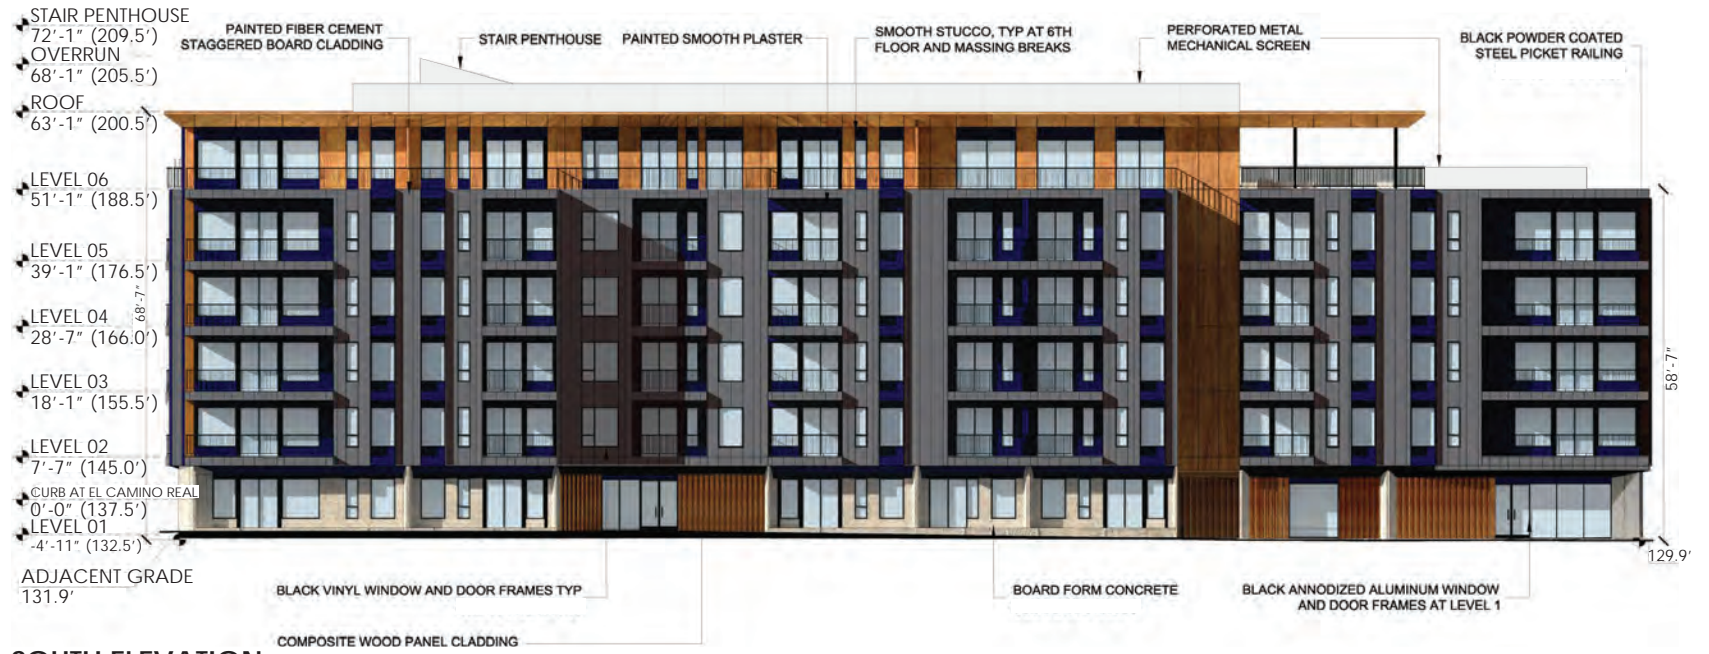 STAIR PENTHOUSE
72'-1" (209.5')
OVERRUN
68'-1" (205.5')
ROOF
63'-1" (200.5')
LEVEL 06
51'-1" (188.5')
LEVEL 05
39'-1" (176.5')
LEVEL 04
28'-7" (166.0')
LEVEL 03
18'-1" (155.5')
LEVEL 02
7'-7" (145.0')
CURB AT EL CAMINO REAL
0'-0" (137.5')
LEVEL 01
-4'-11" (132.5')
ADJACENT GRADE
131.9'
68'-7"
PAINTED FIBER CEMENT
STAGGERED BOARD CLADDING
STAIR PENTHOUSE
PAINTED SMOOTH PLASTER
SMOOTH STUCCO, TYP AT 6TH
FLOOR AND MASSING BREAKS
PERFORATED METAL
MECHANICAL SCREEN
BLACK POWDER COATED
STEEL PICKET RAILING
58'-7"
129.9'
BLACK VINYL WINDOW AND DOOR FRAMES TYP
COMPOSITE WOOD PANEL CLADDING
BOARD FORM CONCRETE
BLACK ANNODIZED ALUMINUM WINDOW
AND DOOR FRAMES AT LEVEL 1
SOUTH ELEVATION